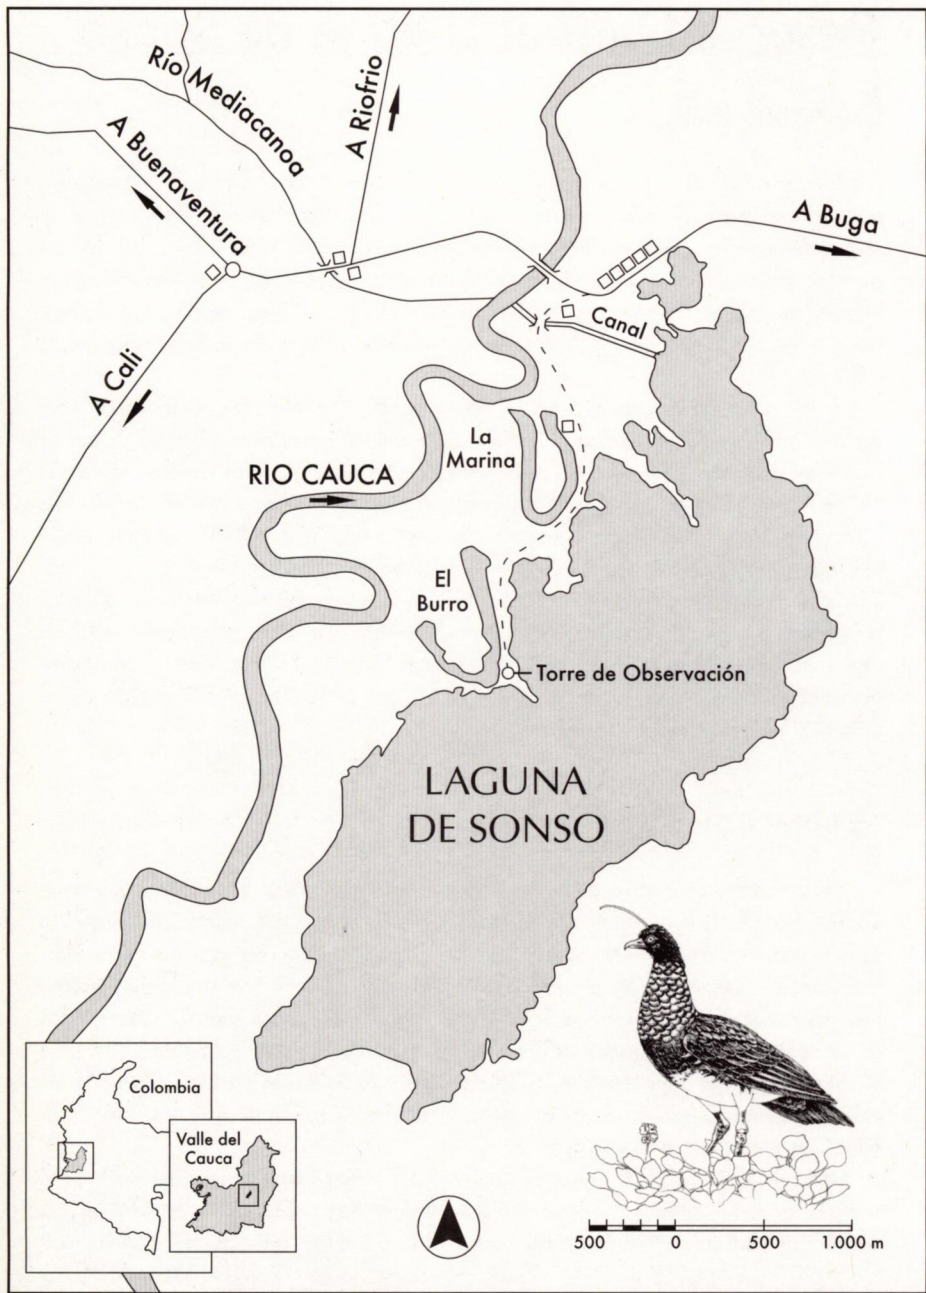 Río Mediacanoa
A Riofrio
A Buenaventura
A Buga
Canal
A Cali
La
Marina
RIO CAUCA
El
Burro
Torre de Observación
LAGUNA
DE SONSO
Colombia
Valle del
Cauca
500 0 500 1.000 m